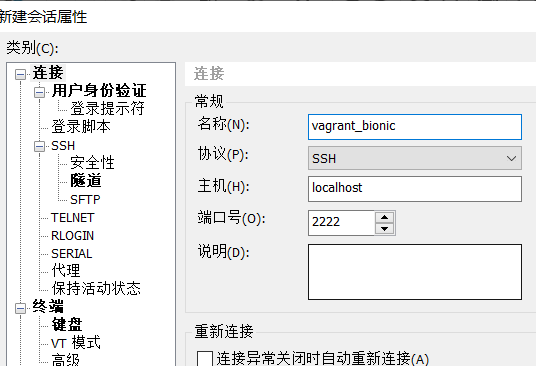 新建会话属性
类别(C):
连接
用户身份验证
登录提示符
登录脚本
SSH
安全性
隧道
SFTP
TELNET
RLOGIN
SERIAL
代理
保持活动状态
终端
键盘
VT 模式
高级
连接
常规
名称(N): vagrant_bionic
协议(P): SSH
主机(H): localhost
端口号(O): 2222
说明(D):
重新连接
连接异常关闭时自动重新连接(A)